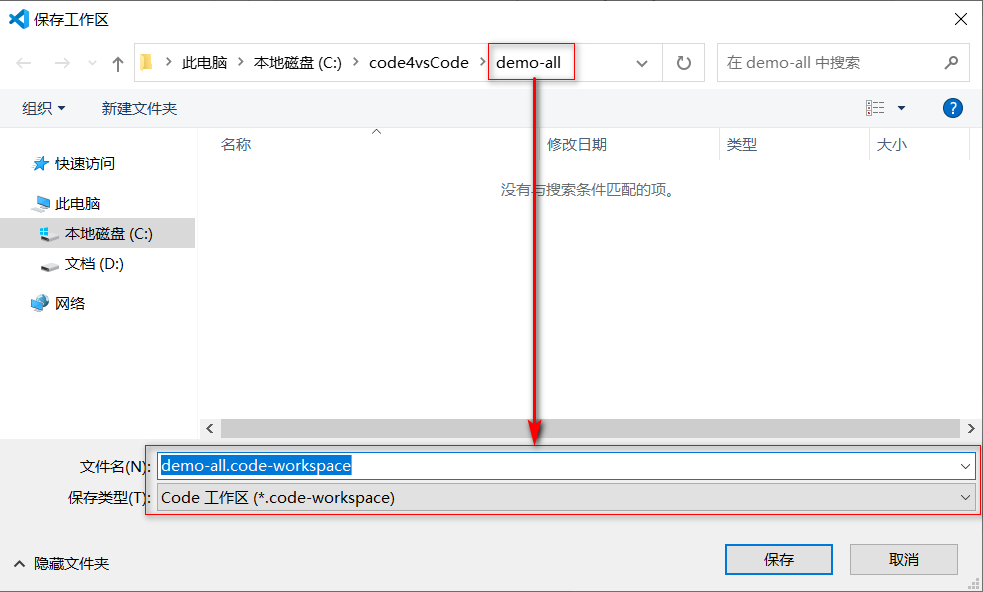 保存工作区
此电脑 本地磁盘 (C:) code4vsCode demo-all
在 demo-all 中搜索
组织 新建文件夹
?
名称 修改日期 类型 大小
快速访问
没有与搜索条件匹配的项。
此电脑
本地磁盘 (C:)
文档 (D:)
网络
文件名(N): demo-all.code-workspace
保存类型(T): Code 工作区 (*.code-workspace)
隐藏文件夹 保存 取消